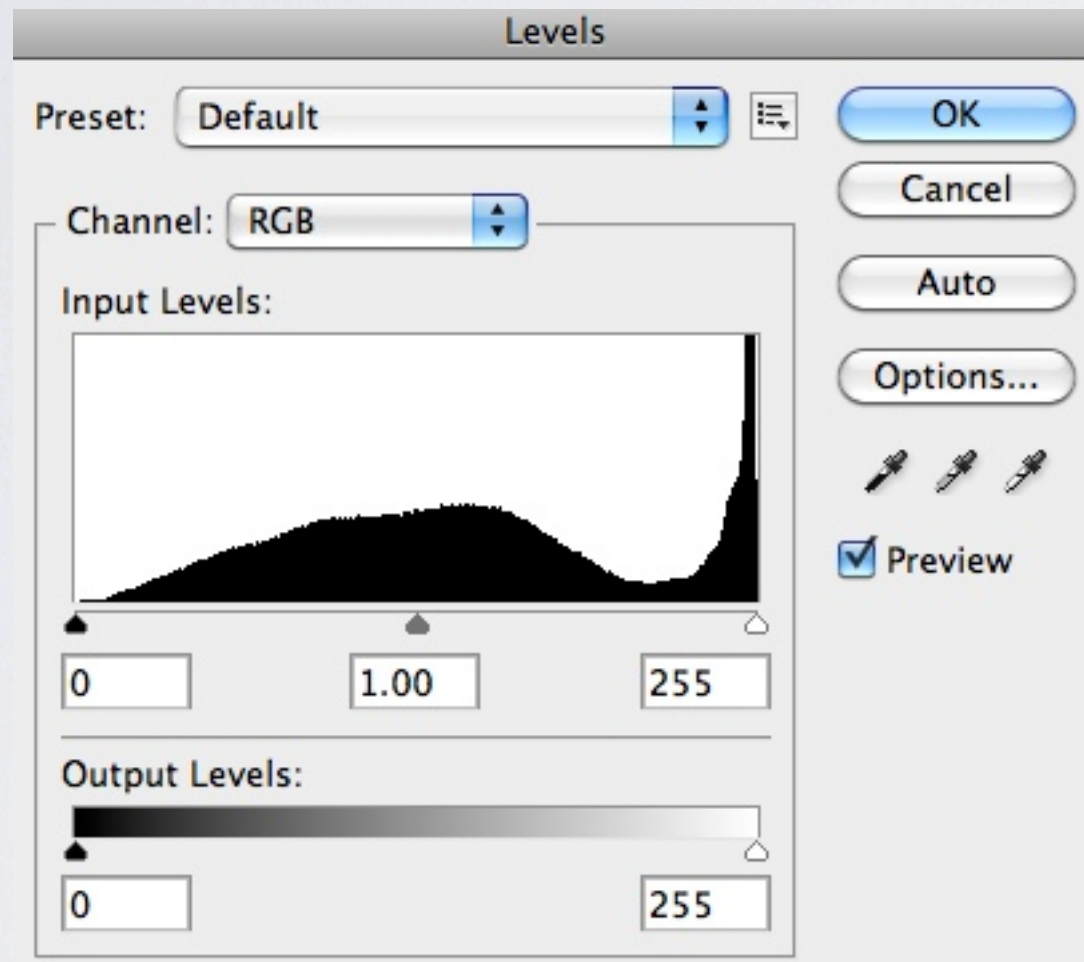 Levels
Preset: Default
OK
Cancel
Channel: RGB
Auto
Input Levels:
Options...
Preview
0 1.00 255
Output Levels:
0 255